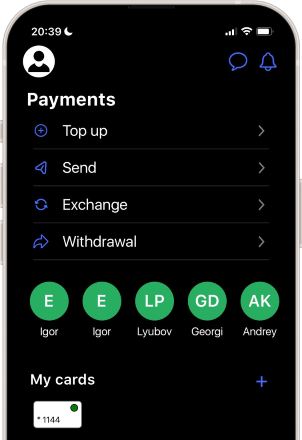 20:39
Payments
Top up
Send
Exchange
Withdrawal
E E LP GD AK
Igor Igor Lyubov Georgi Andrey
My cards +
* 1144